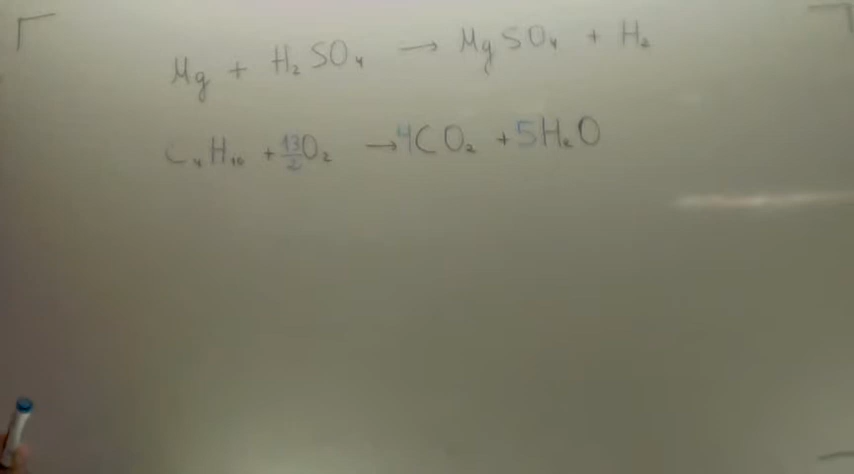 Mg + H₂SO₄ → MgSO₄ + H₂
C₄H₁₀ + 13/2 O₂ → 4CO₂ + 5H₂O